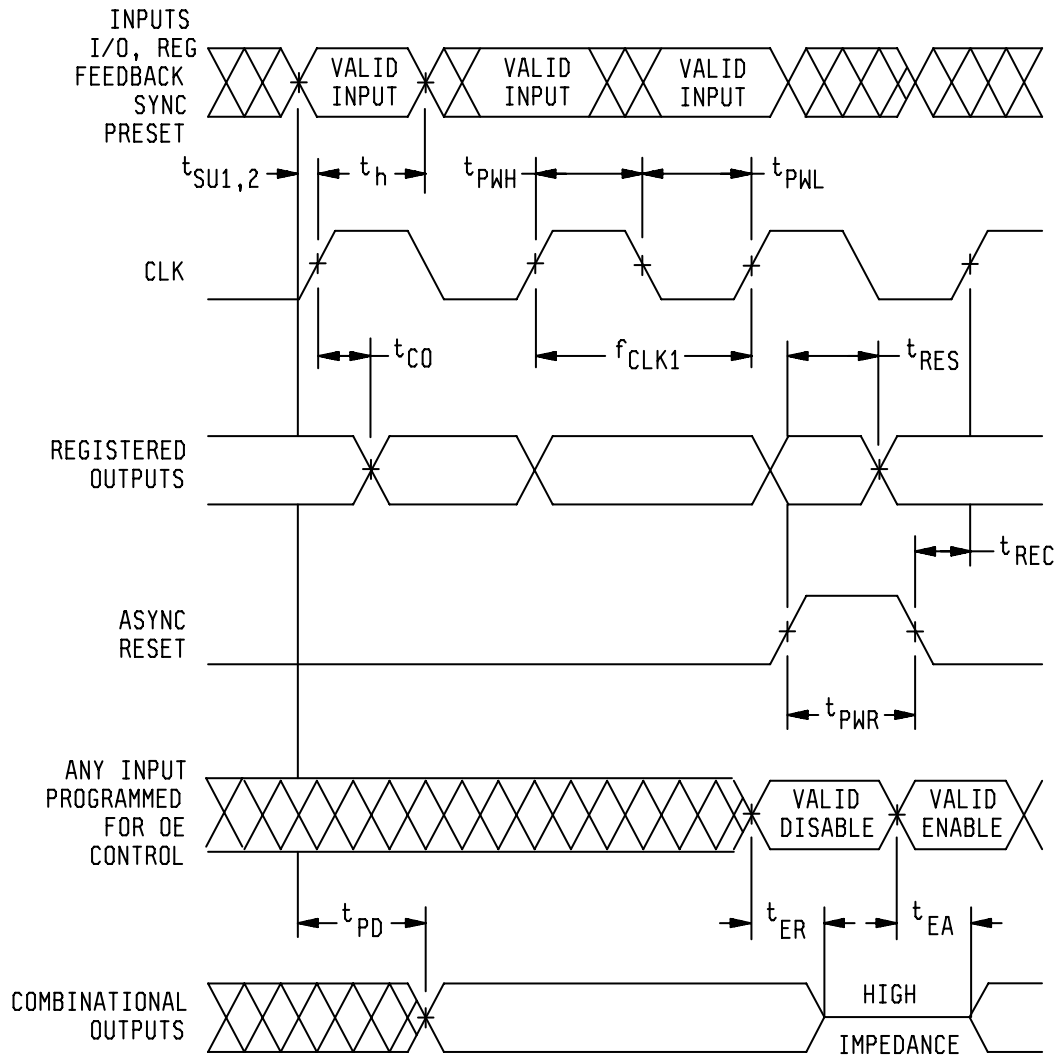 INPUTS
I/O, REG
FEEDBACK
SYNC
PRESET
VALID
INPUT
VALID
INPUT
VALID
INPUT
tSU1,2
th
tPWH
tPWL
CLK
tCO
fCLK1
tRES
REGISTERED
OUTPUTS
tREC
ASYNC
RESET
tPWR
ANY INPUT
PROGRAMMED
FOR OE
CONTROL
VALID
DISABLE
VALID
ENABLE
tPD
tER
tEA
COMBINATIONAL
OUTPUTS
HIGH
IMPEDANCE